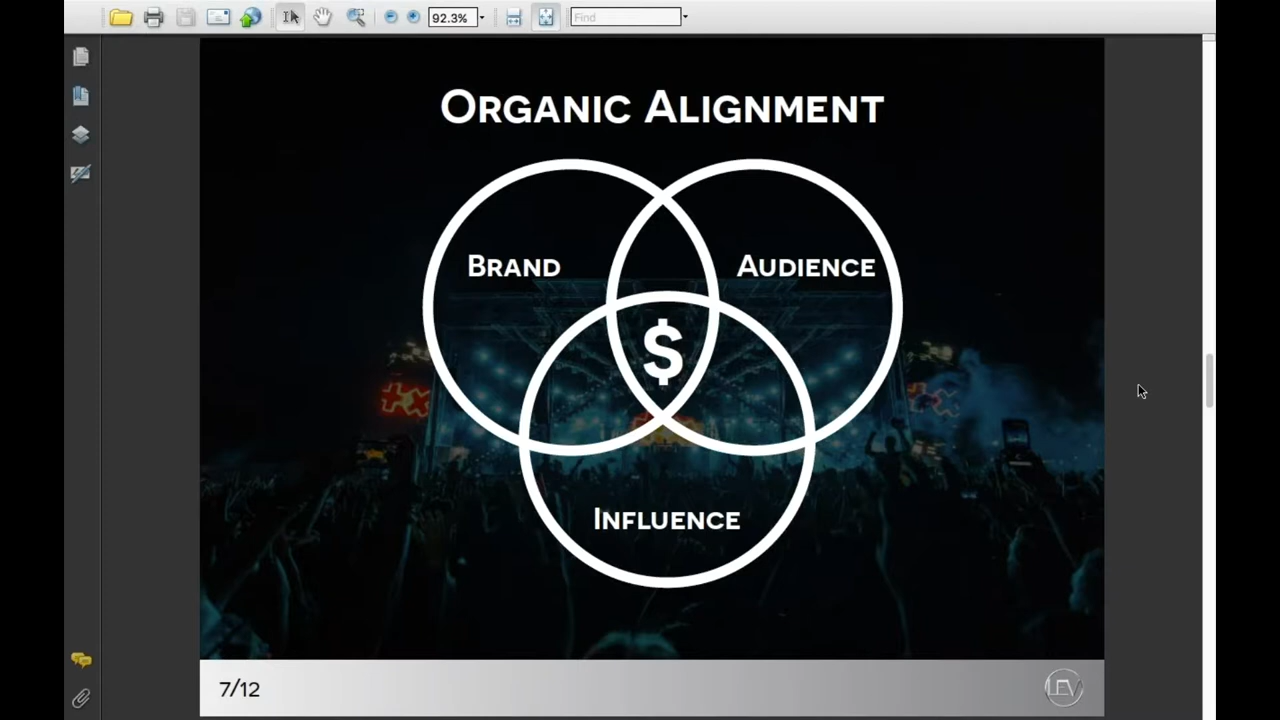 92.3%
Find
Organic Alignment
Brand
Audience
$
Influence
7/12
LEV